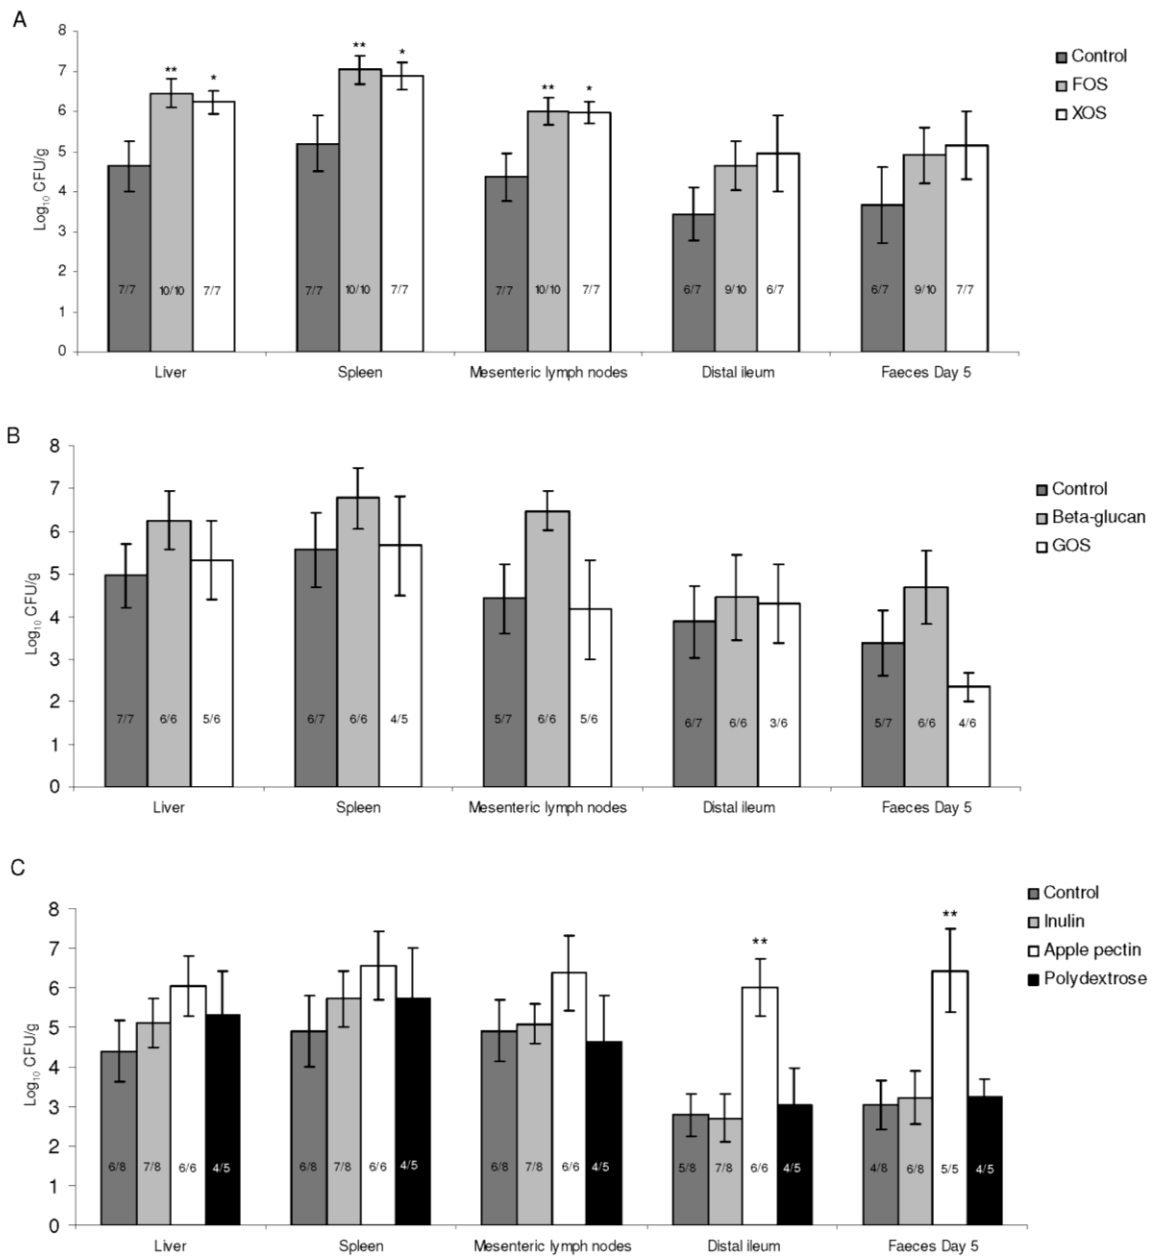 A
8
7
6
5
4
3
2
1
0
Log10 CFU/g
** *
** *
** *
Control
FOS
XOS
7/7 10/10 7/7
7/7 10/10 7/7
7/7 10/10 7/7
6/7 9/10 6/7
6/7 9/10 7/7
Liver Spleen Mesenteric lymph nodes Distal ileum Faeces Day 5
B
8
7
6
5
4
3
2
1
0
Log10 CFU/g
Control
Beta-glucan
GOS
7/7 6/6 5/6
6/7 6/6 4/5
5/7 6/6 5/6
6/7 6/6 3/6
5/7 6/6 4/6
Liver Spleen Mesenteric lymph nodes Distal ileum Faeces Day 5
C
8
7
6
5
4
3
2
1
0
Log10 CFU/g
**
**
Control
Inulin
Apple pectin
Polydextrose
6/8 7/8 6/6 4/5
6/8 7/8 6/6 4/5
6/8 7/8 6/6 4/5
5/8 7/8 6/6 4/5
4/8 6/8 5/5 4/5
Liver Spleen Mesenteric lymph nodes Distal ileum Faeces Day 5